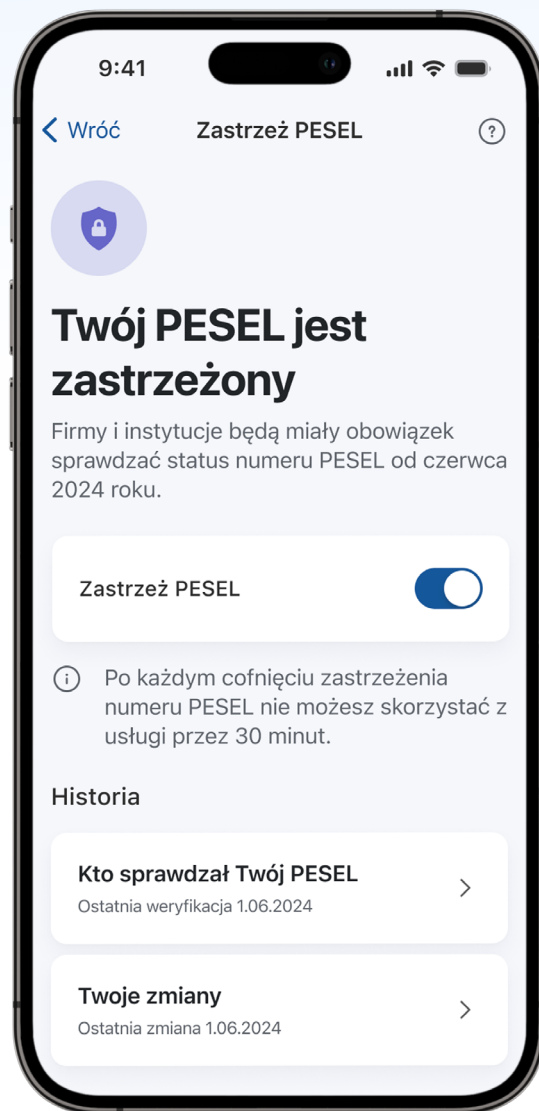 9:41
Wróć
Zastrzeż PESEL
?
Twój PESEL jest
zastrzeżony
Firmy i instytucje będą miały obowiązek
sprawdzać status numeru PESEL od czerwca
2024 roku.
Zastrzeż PESEL
Po każdym cofnięciu zastrzeżenia
numeru PESEL nie możesz skorzystać z
usługi przez 30 minut.
Historia
Kto sprawdzał Twój PESEL
Ostatnia weryfikacja 1.06.2024
Twoje zmiany
Ostatnia zmiana 1.06.2024